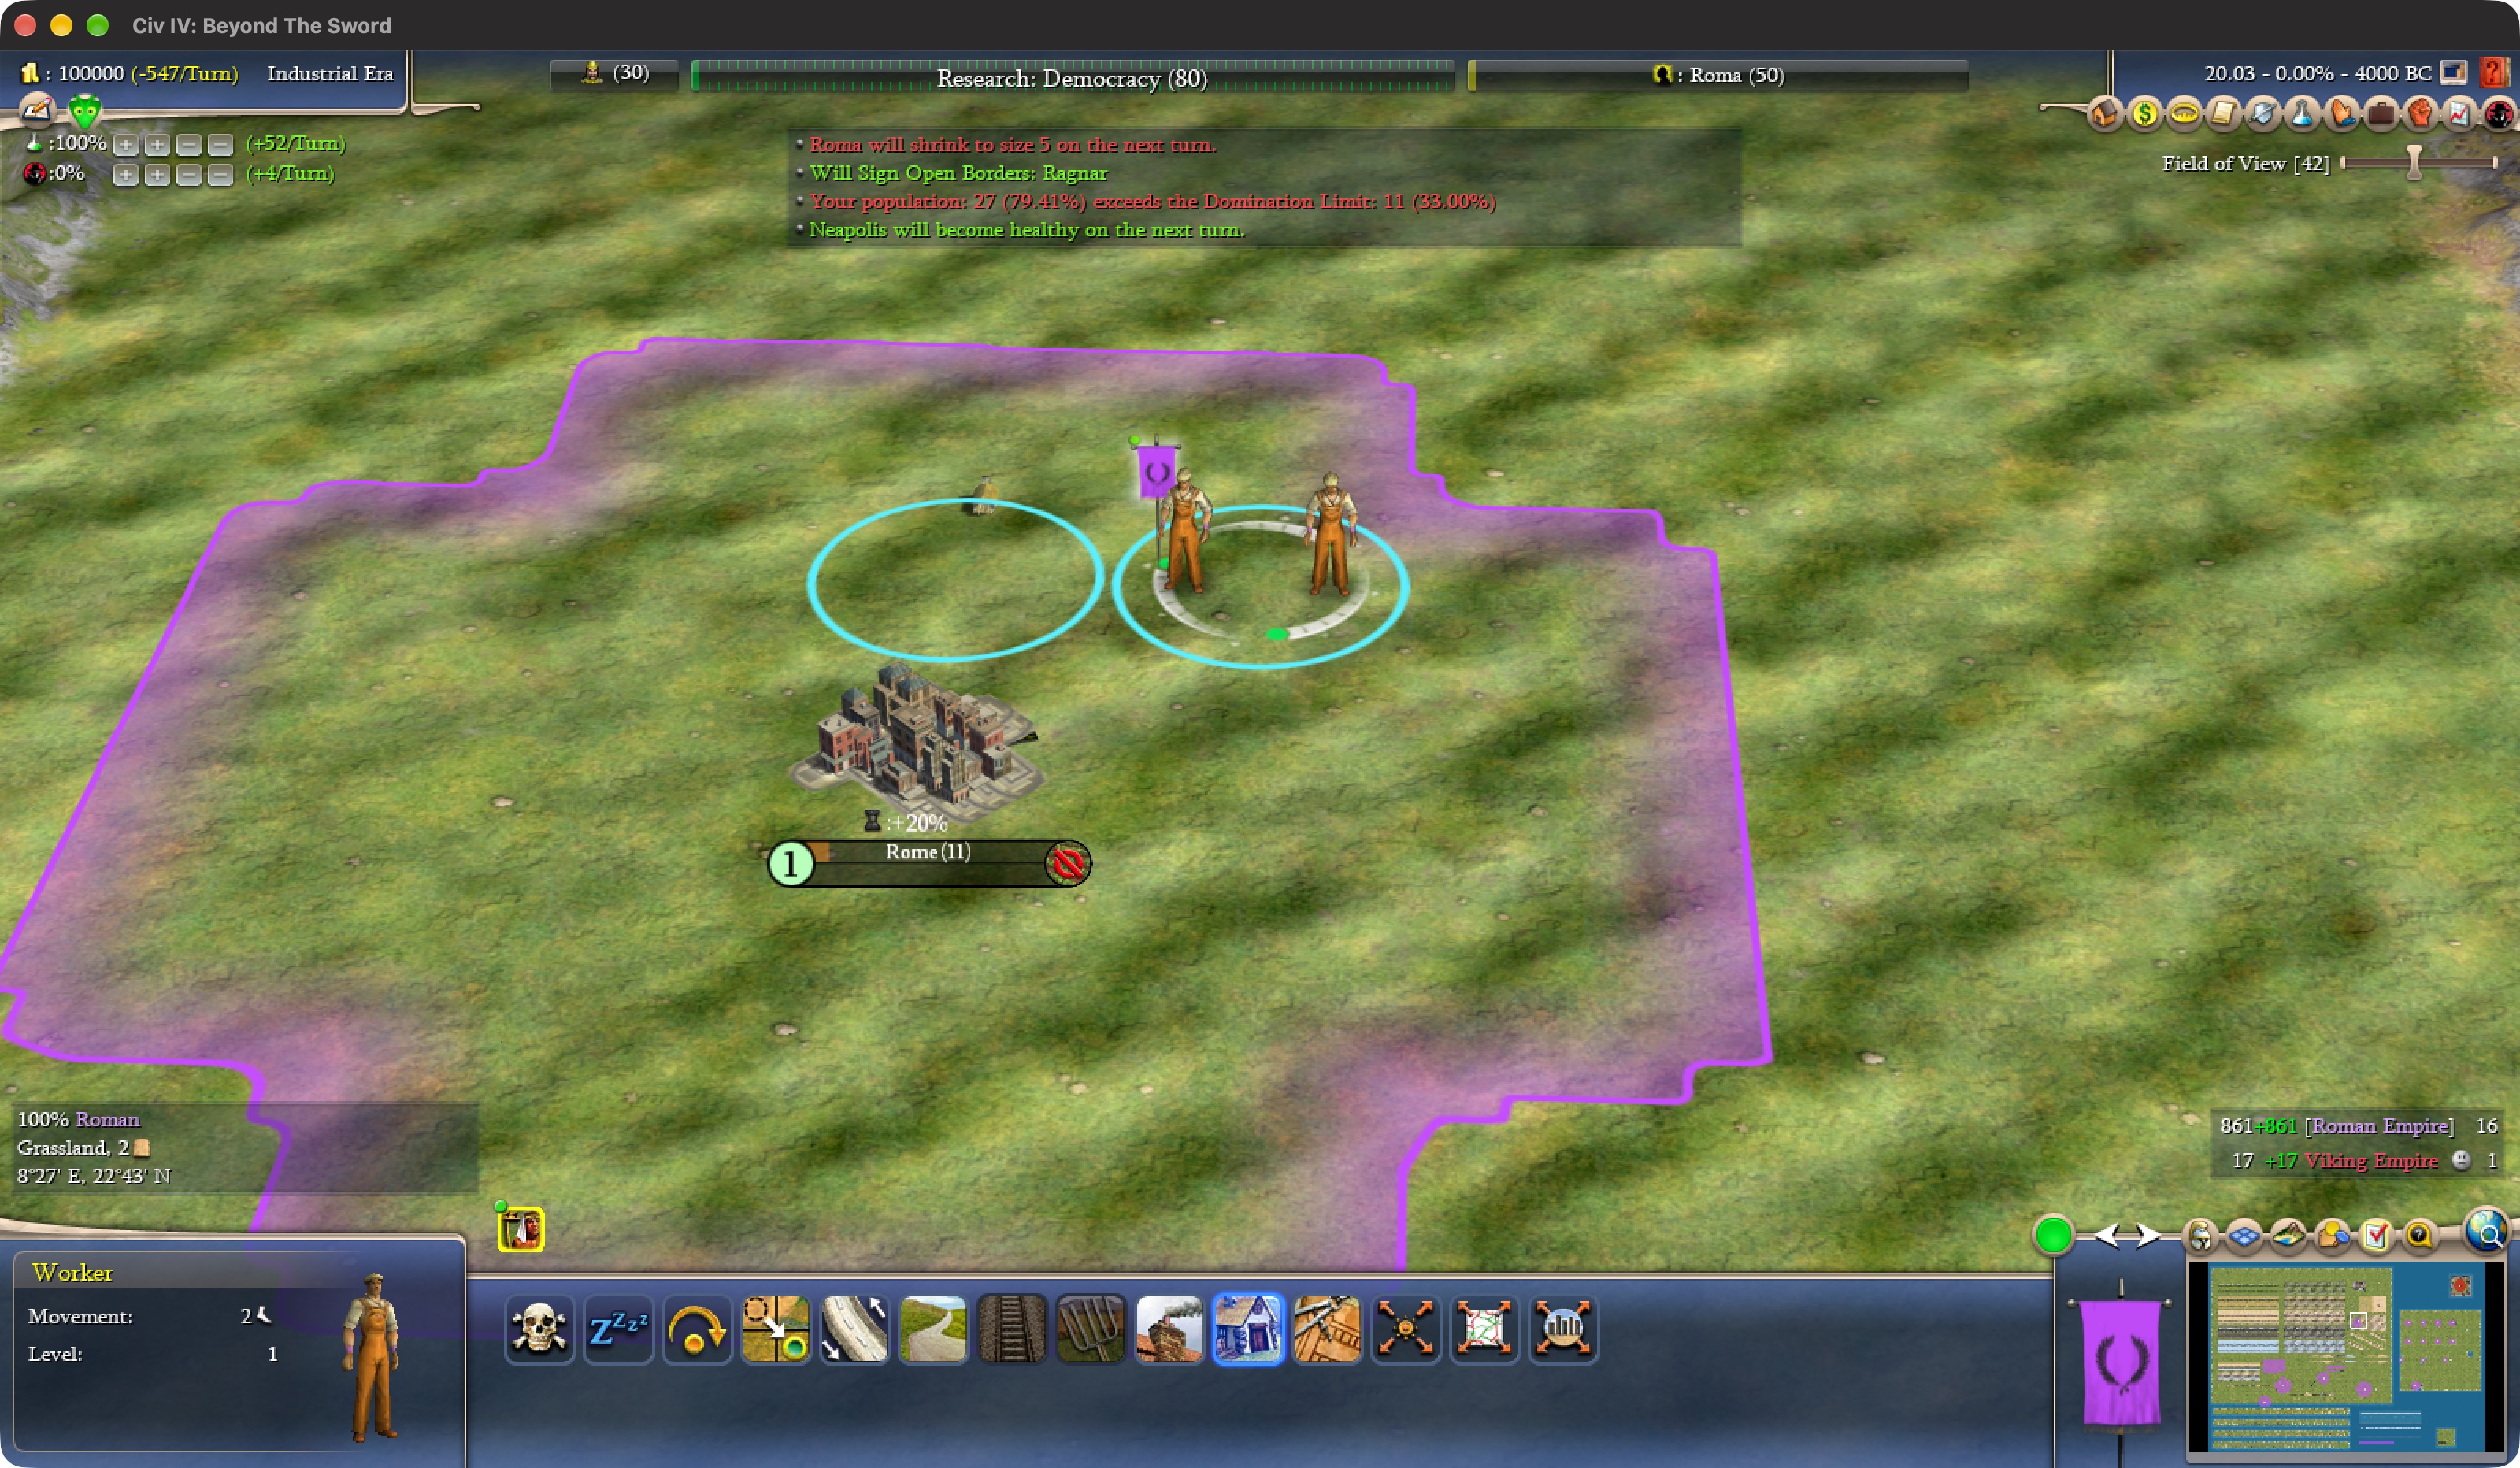 Civ IV: Beyond The Sword
: 100000 (-547/Turn) Industrial Era
(30)
Research: Democracy (80)
: Roma (50)
20.03 - 0.00% - 4000 BC
:100% (+52/Turn)
:0% (+4/Turn)
Field of View [42]
Roma will shrink to size 5 on the next turn.
Will Sign Open Borders: Ragnar
Your population: 27 (79.41%) exceeds the Domination Limit: 11 (33.00%)
Neapolis will become healthy on the next turn.
:+20%
1 Rome (11)
100% Roman
Grassland, 2
8°27' E, 22°43' N
861+861 [Roman Empire] 16
17 +17 Viking Empire 1
Worker
Movement: 2
Level: 1
zzzz